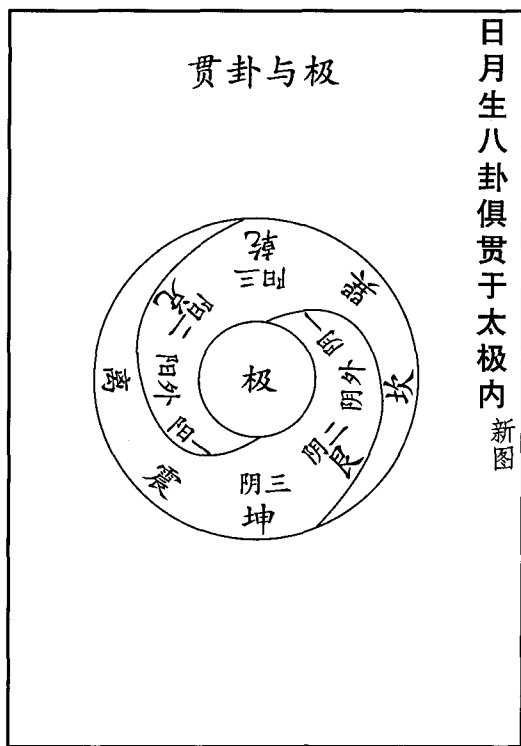 日月生八卦俱贯于太极内
新图
贯卦与极
乾
阳三
兑
阳二
离
阳外
阳一
震
极
坤
阴三
艮
阴二
坎
阴外
阴一
巽